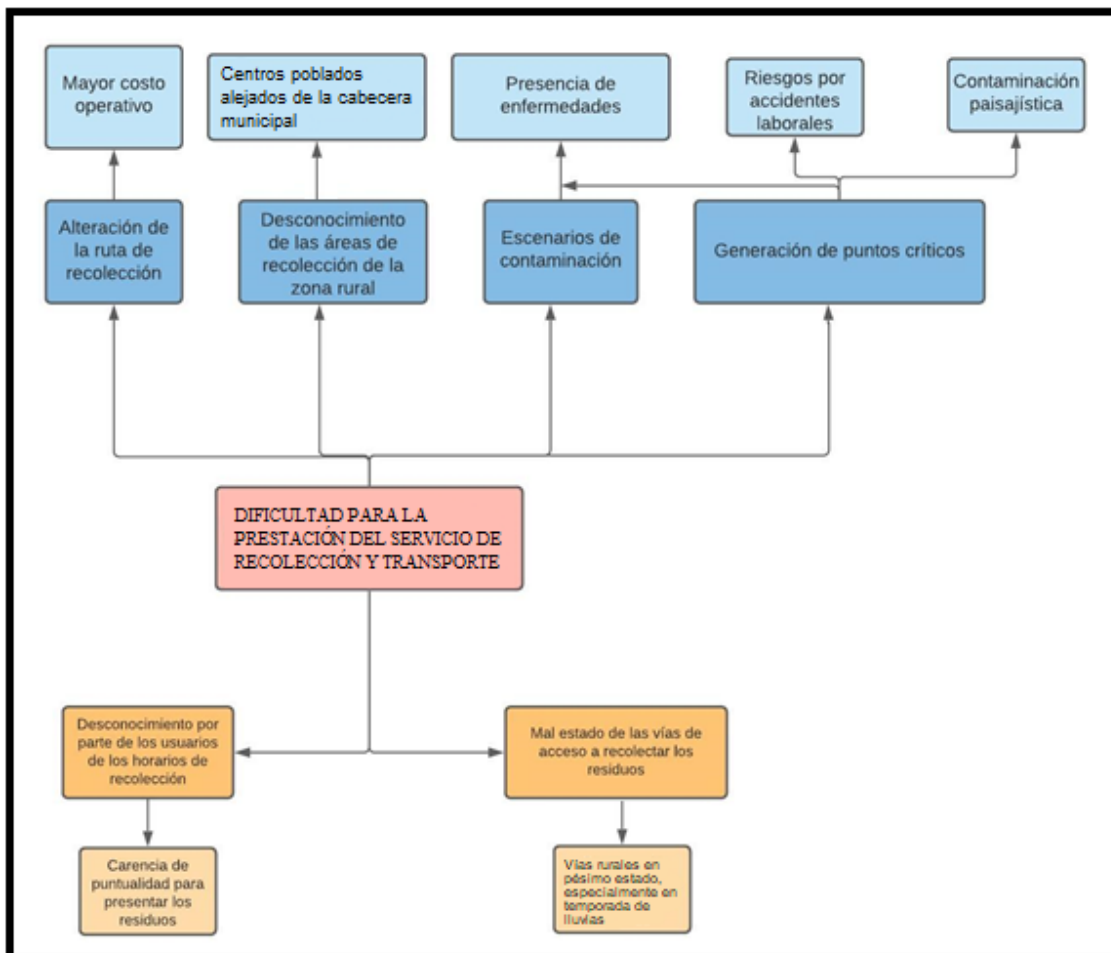 Mayor costo
operativo
Centros poblados
alejados de la cabecera
municipal
Presencia de
enfermedades
Riesgos por
accidentes
laborales
Contaminación
paisajística
Alteración de
la ruta de
recolección
Desconocimiento
de las áreas de
recolección de la
zona rural
Escenarios de
contaminación
Generación de puntos críticos
DIFICULTAD PARA LA
PRESTACIÓN DEL SERVICIO DE
RECOLECCIÓN Y TRANSPORTE
Desconocimiento por
parte de los usuarios
de los horarios de
recolección
Mal estado de las vías de
acceso a recolectar los
residuos
Carencia de
puntualidad para
presentar los
residuos
Vías rurales en
pésimo estado,
especialmente en
temporada de
lluvias